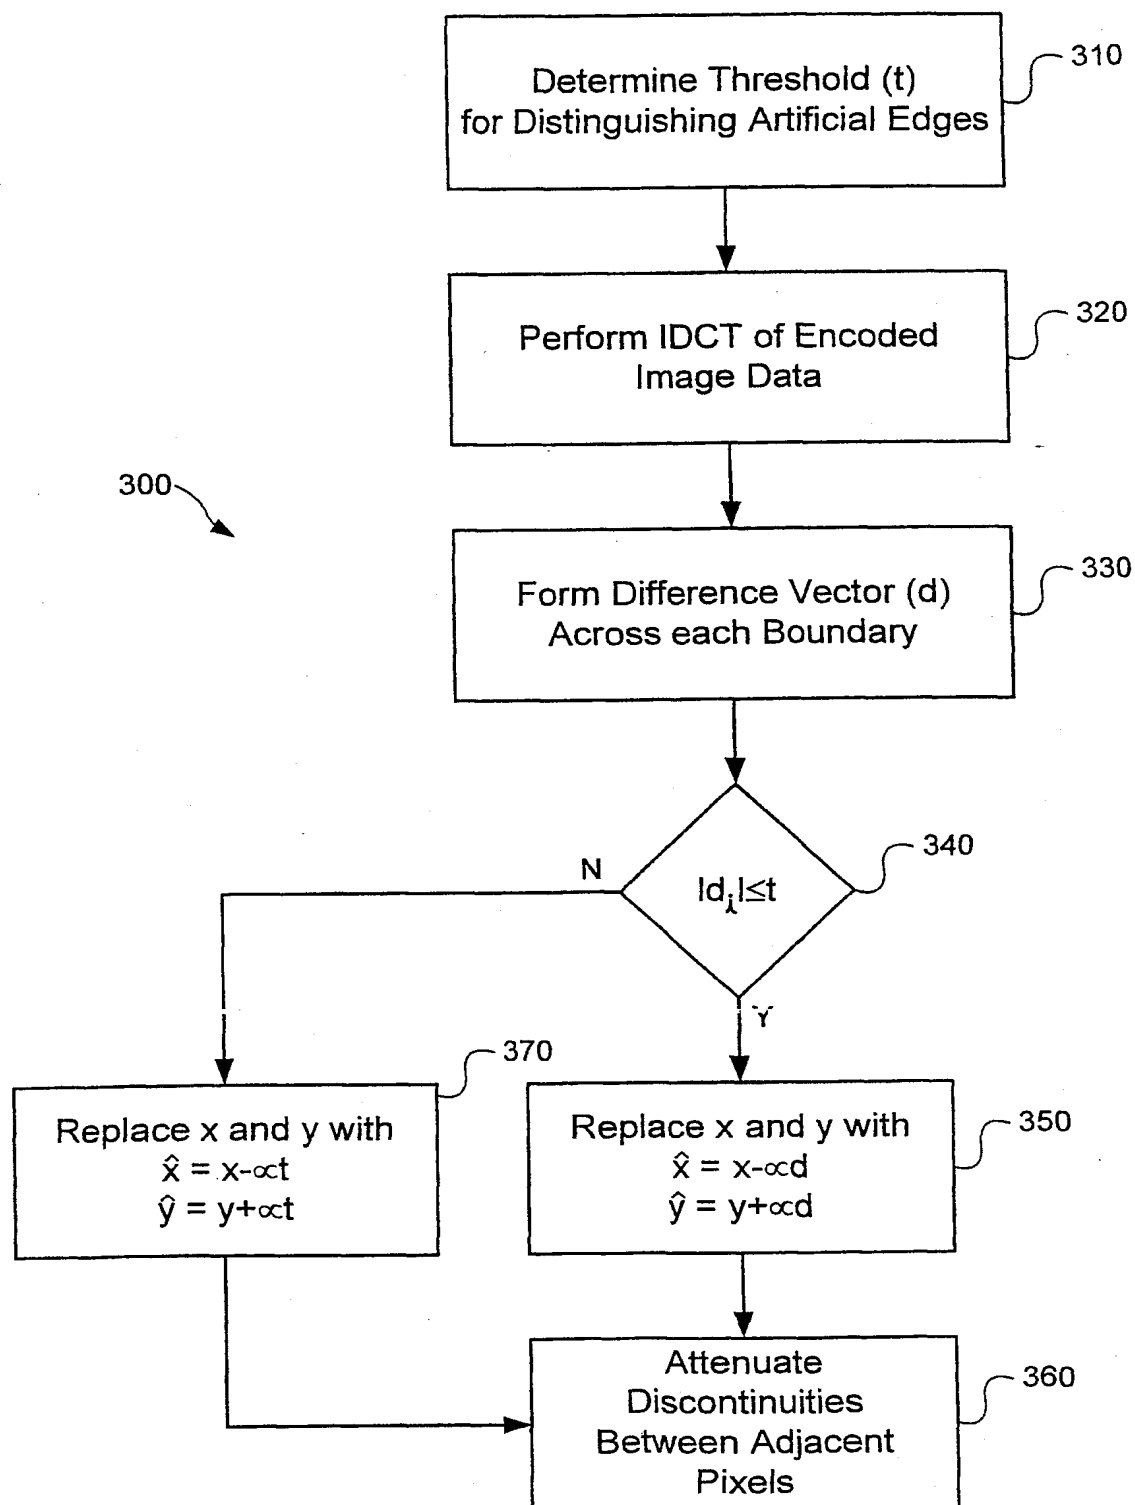 Determine Threshold (t)
for Distinguishing Artificial Edges
310
Perform IDCT of Encoded
Image Data
320
300
Form Difference Vector (d)
Across each Boundary
330
|dᵢ|≤t
340
N
Y
Replace x and y with
x̂ = x-∝t
ŷ = y+∝t
370
Replace x and y with
x̂ = x-∝d
ŷ = y+∝d
350
Attenuate
Discontinuities
Between Adjacent
Pixels
360